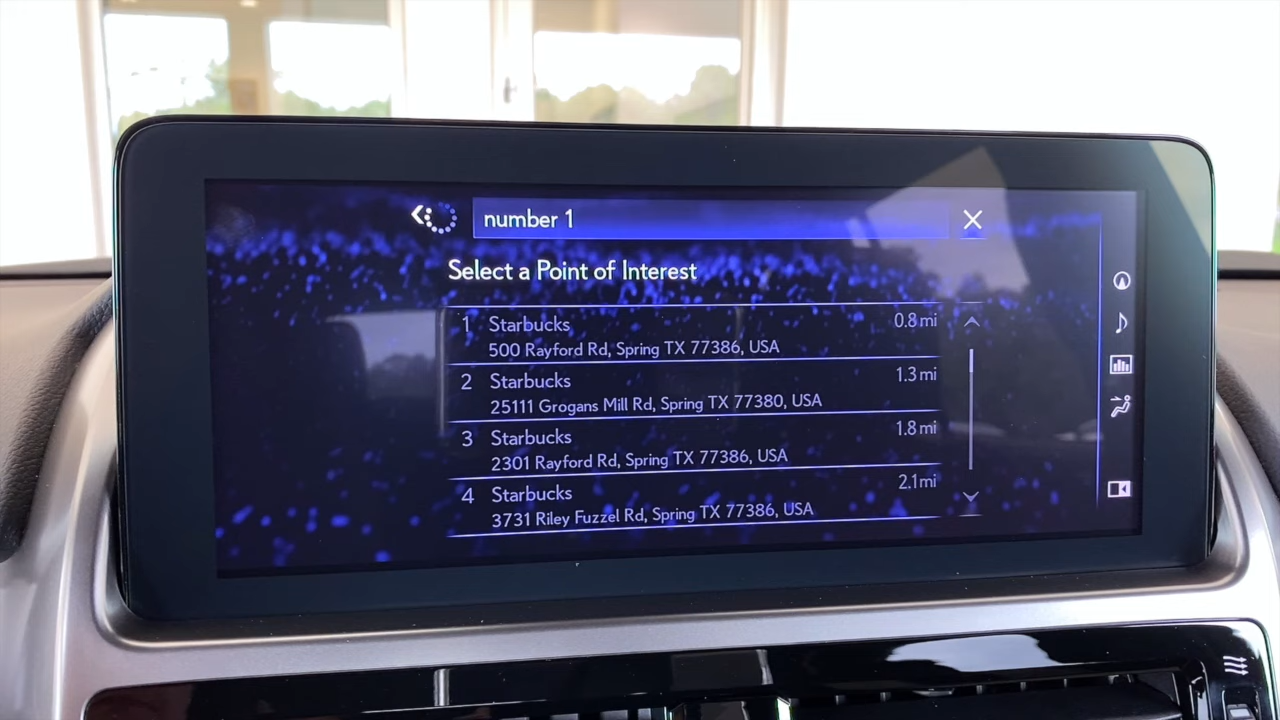 number 1
Select a Point of Interest
1 Starbucks 0.8 mi
500 Rayford Rd, Spring TX 77386, USA
2 Starbucks 1.3 mi
25111 Grogans Mill Rd, Spring TX 77380, USA
3 Starbucks 1.8 mi
2301 Rayford Rd, Spring TX 77386, USA
4 Starbucks 2.1 mi
3731 Riley Fuzzel Rd, Spring TX 77386, USA